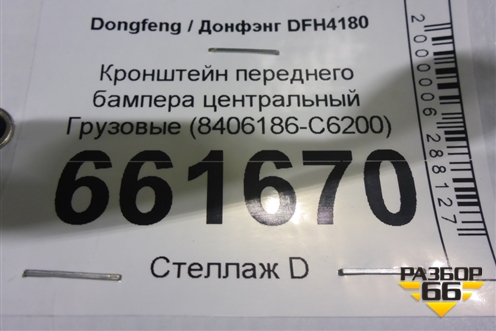 Dongfeng / Донфэнг DFH4180
Кронштейн переднего
бампера центральный
Грузовые (8406186-C6200)
661670
Стеллаж D
2000006288127
РАЗБОР
66